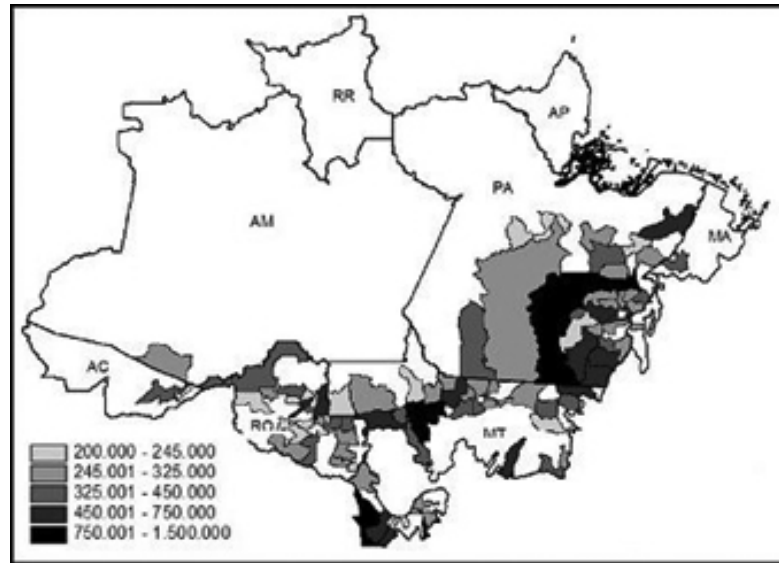 RR
AP
PA
AM
MA
AC
RO
MT
200.000 - 245.000
245.001 - 325.000
325.001 - 450.000
450.001 - 750.000
750.001 - 1.500.000